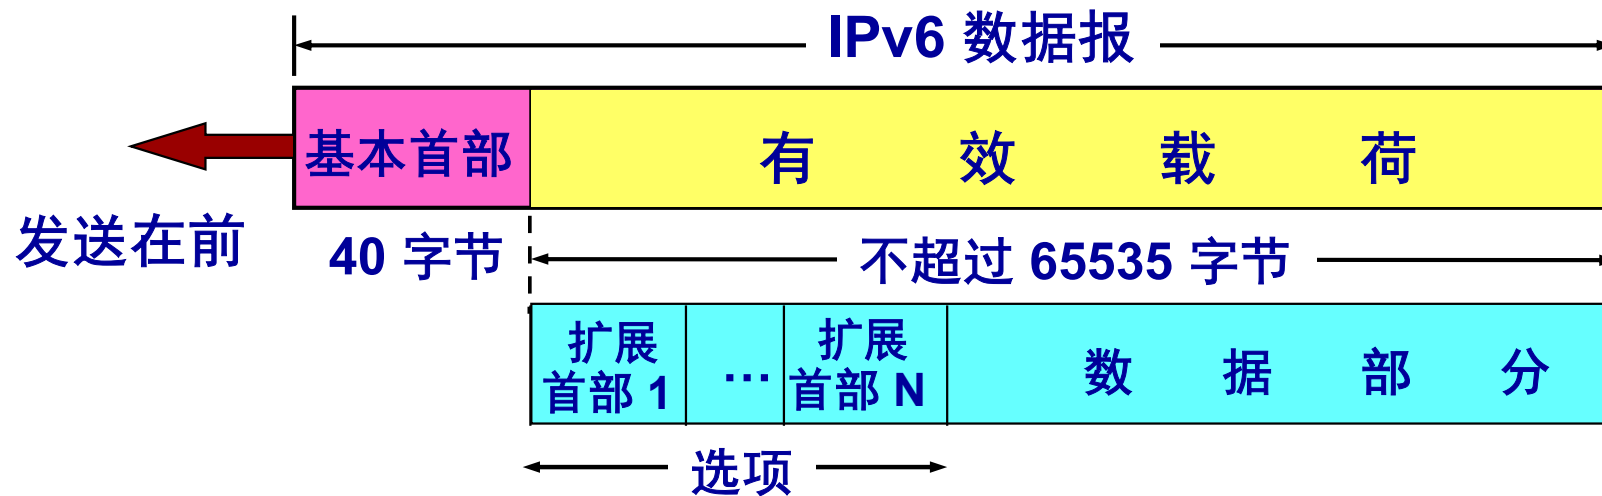 IPv6 数据报
基本首部
有效载荷
发送在前
40 字节
不超过 65535 字节
扩展
首部 1
…
扩展
首部 N
数据部分
选项